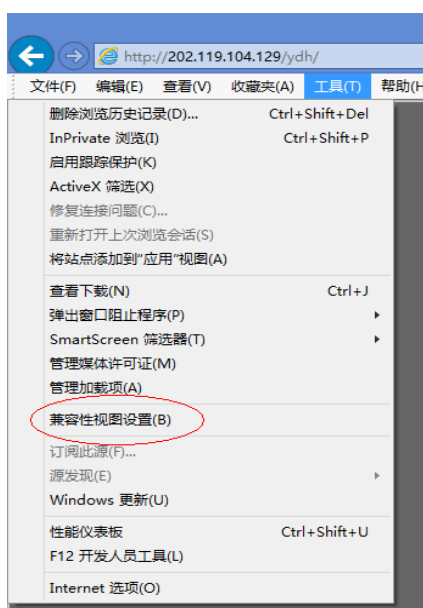 http://202.119.104.129/ydh/
文件(F) 编辑(E) 查看(V) 收藏夹(A) 工具(T) 帮助(H
删除浏览历史记录(D)... Ctrl+Shift+Del
InPrivate 浏览(I) Ctrl+Shift+P
启用跟踪保护(K)
ActiveX 筛选(X)
修复连接问题(C)...
重新打开上次浏览会话(S)
将站点添加到“应用”视图(A)
查看下载(N) Ctrl+J
弹出窗口阻止程序(P)
SmartScreen 筛选器(T)
管理媒体许可证(M)
管理加载项(A)
兼容性视图设置(B)
订阅此源(F)...
源发现(E)
Windows 更新(U)
性能仪表板 Ctrl+Shift+U
F12 开发人员工具(L)
Internet 选项(O)